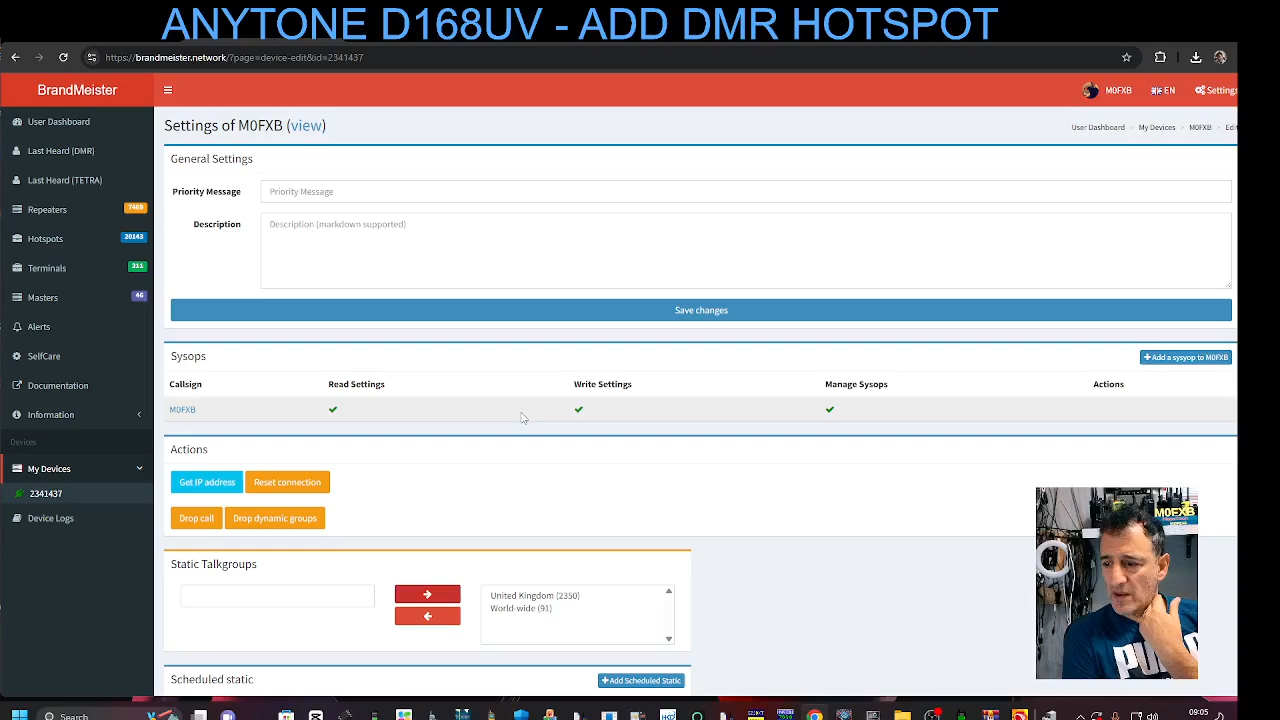 ANYTONE D168UV - ADD DMR HOTSPOT
https://brandmeister.network/?page=device-edit&id=2341437
BrandMeister
M0FXB
EN
Settings
Settings of M0FXB (view)
User Dashboard > My Devices > M0FXB > Edit
User Dashboard
Last Heard (DMR)
Last Heard (TETRA)
Repeaters 7469
Hotspots 20143
Terminals 211
Masters 46
Alerts
SelfCare
Documentation
Information
Devices
My Devices
2341437
Device Logs
General Settings
Priority Message
Priority Message
Description
Description (markdown supported)
Save changes
Sysops
Add a sysyop to M0FXB
Callsign Read Settings Write Settings Manage Sysops Actions
M0FXB
Actions
Get IP address Reset connection
Drop call Drop dynamic groups
Static Talkgroups
United Kingdom (2350)
World-wide (91)
Scheduled static
Add Scheduled Static
M0FXB
Search
09:05